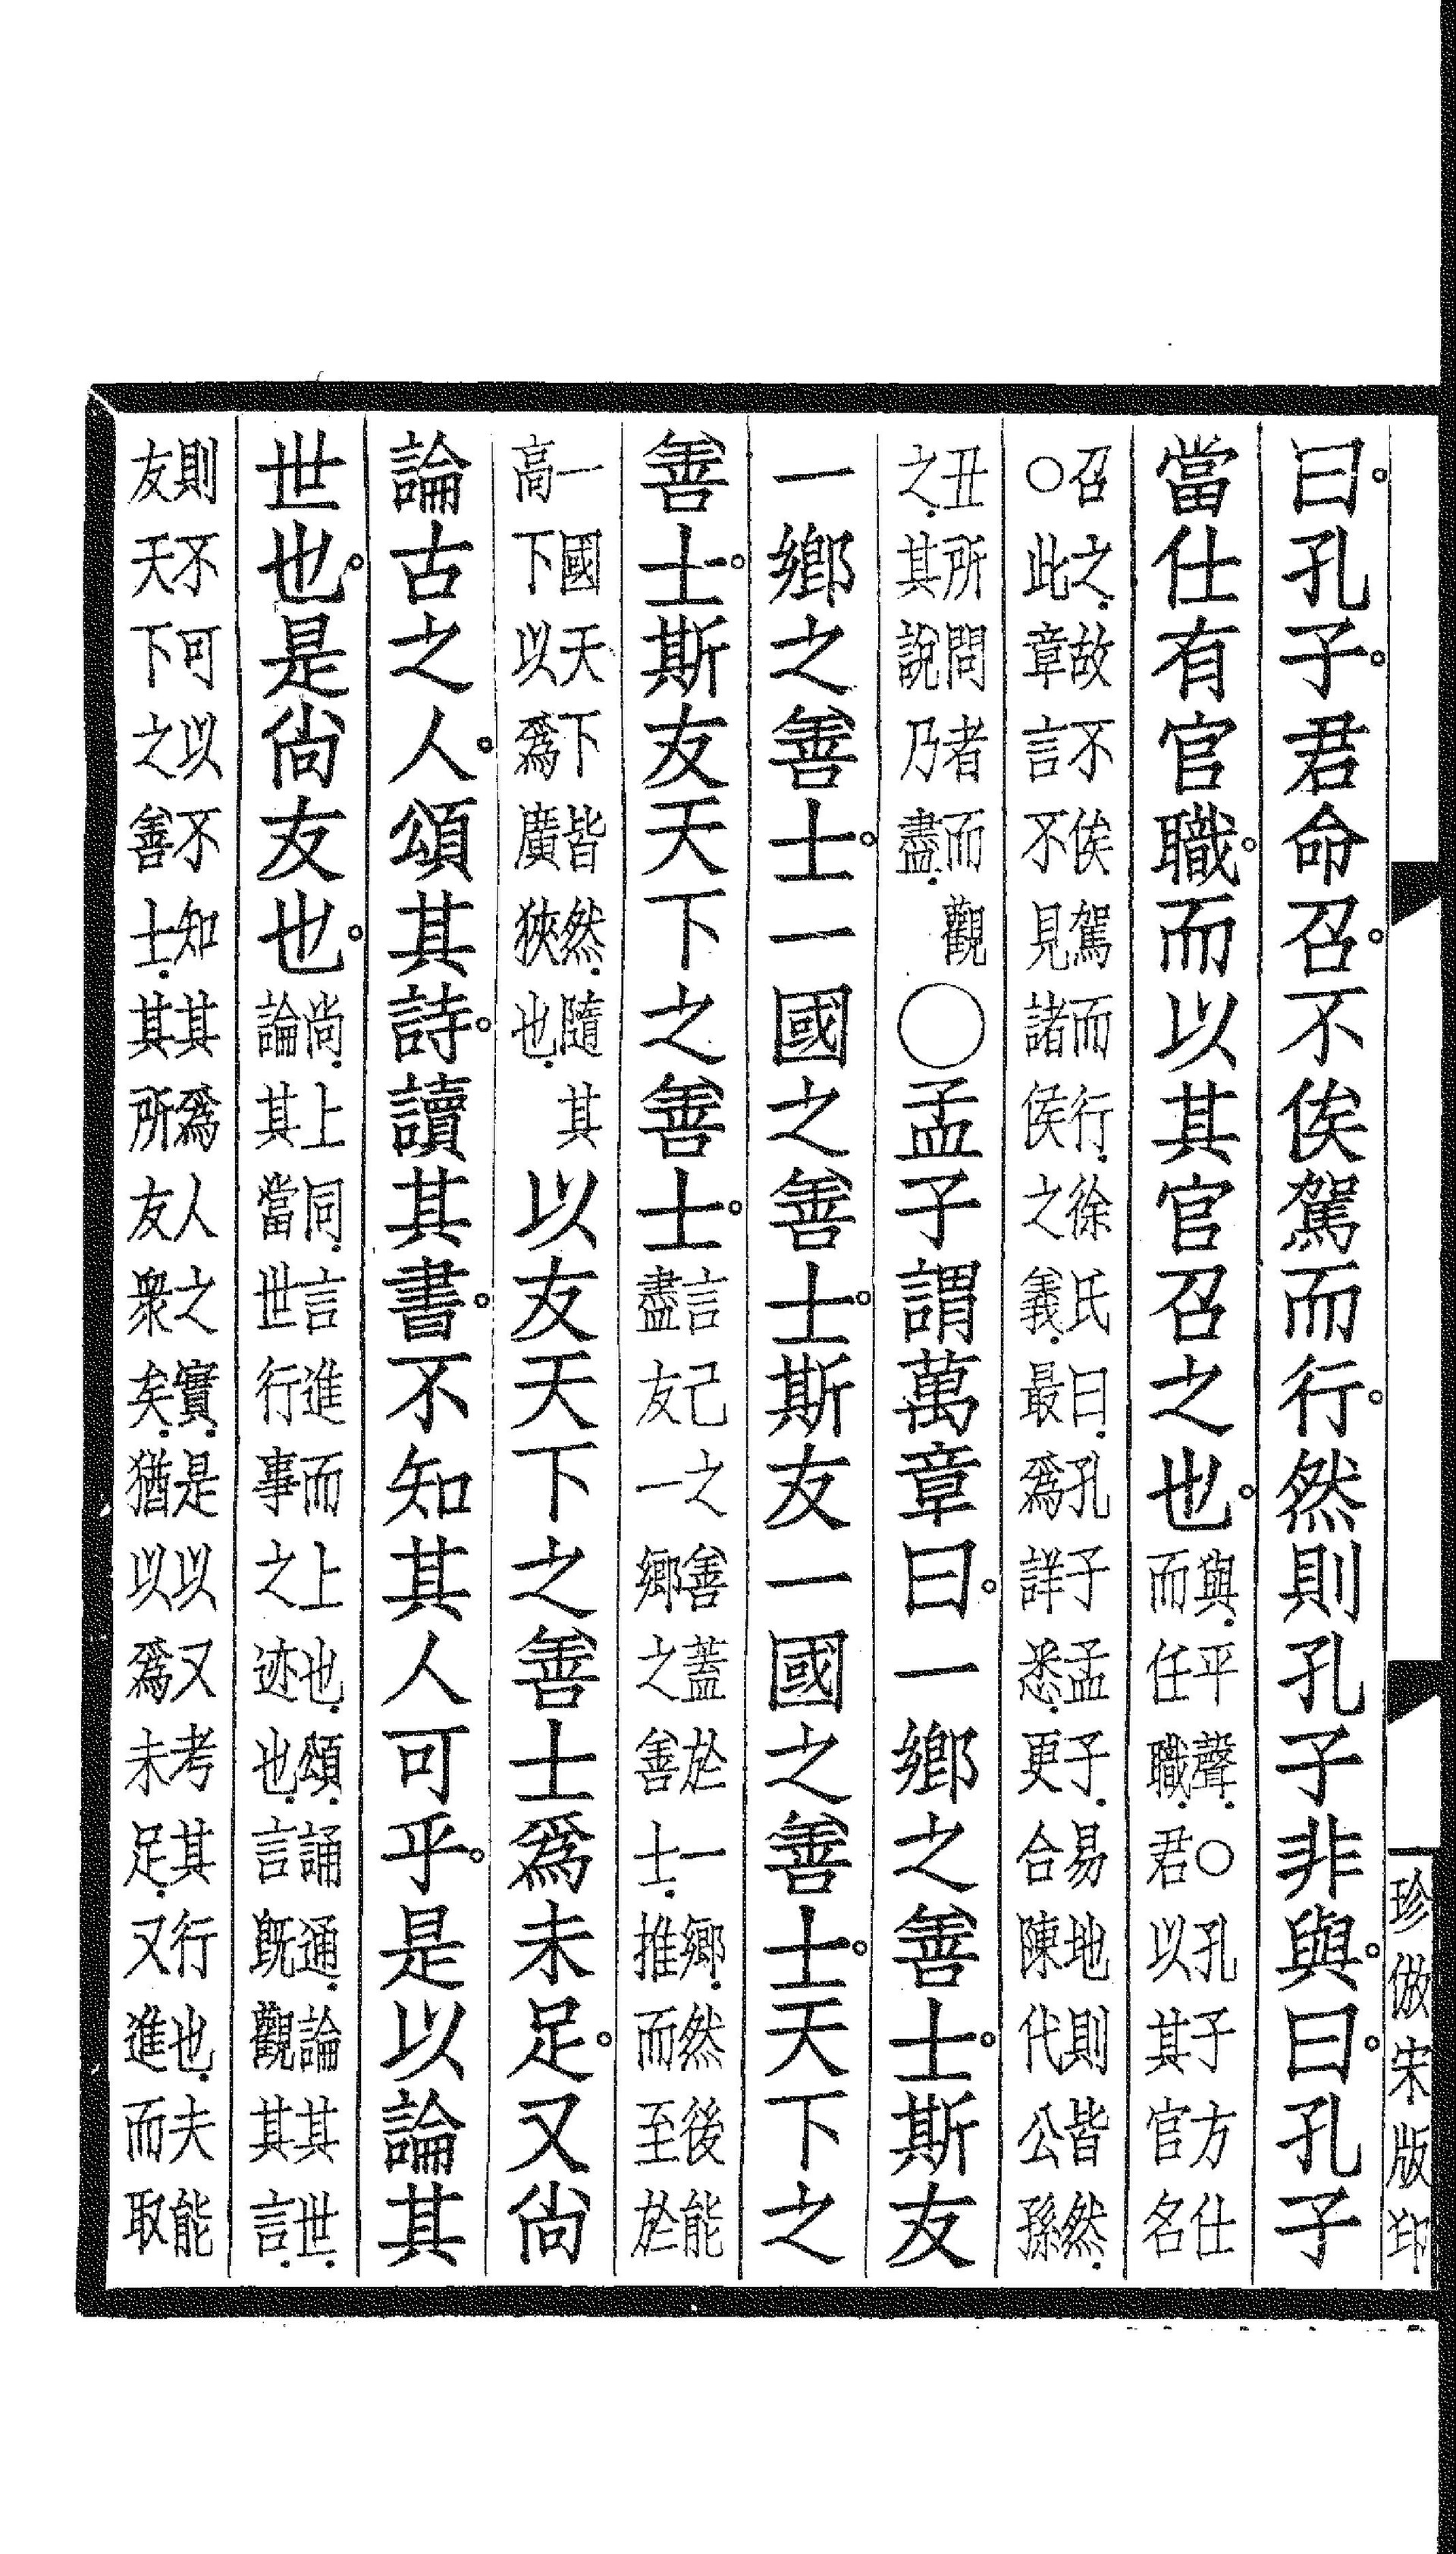 珍倣宋版印
曰。孔子。君命召。不俟駕而行。然則孔子非與。曰。孔子
當仕有官職。而以其官召之也。與。平聲。○孔子方仕而任職。君以其官名
召之。故不俟駕而行。徐氏曰。孔子孟子。易地則皆然。○此章言不見諸侯之義。最爲詳悉。更合陳代公孫
丑所問者而觀之。其說乃盡。○孟子謂萬章曰。一鄉之善士。斯友
一鄉之善士。一國之善士。斯友一國之善士。天下之
善士。斯友天下之善士。言己之善蓋於一鄉。然後能盡友一鄉之善士。推而至於
一國天下皆然。隨其高下以爲廣狹也。以友天下之善士爲未足。又尙
論古之人。頌其詩。讀其書。不知其人可乎。是以論其
世也。是尙友也。尙。上同。言進而上也。頌。誦通。論其世。論其當世行事之迹也。言旣觀其言。
則不可以不知其爲人之實。是以又考其行也。夫能友天下之善士。其所友衆矣。猶以爲未足。又進而取